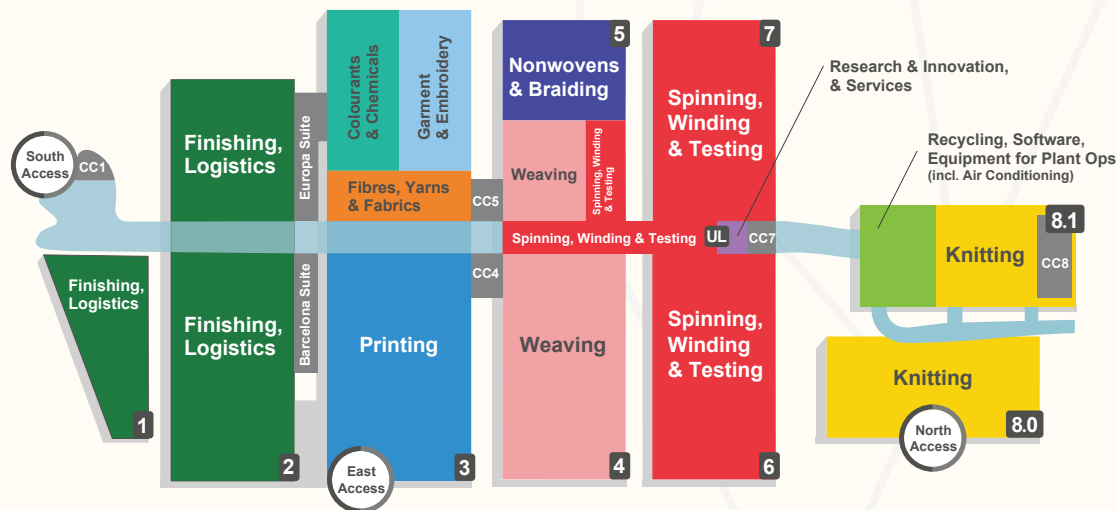 South
Access
CC1
Finishing,
Logistics
1
Finishing,
Logistics
Finishing,
Logistics
2
Europa Suite
Barcelona Suite
Colourants
& Chemicals
Garment
& Embroidery
Fibres, Yarns
& Fabrics
Printing
3
East
Access
CC5
CC4
5
Nonwovens
& Braiding
Weaving
Spinning, Winding
& Testing
Spinning, Winding & Testing
UL
CC7
Weaving
4
7
Spinning,
Winding
& Testing
Spinning,
Winding
& Testing
6
Research & Innovation,
& Services
Recycling, Software,
Equipment for Plant Ops
(incl. Air Conditioning)
8.1
Knitting
CC8
Knitting
8.0
North
Access